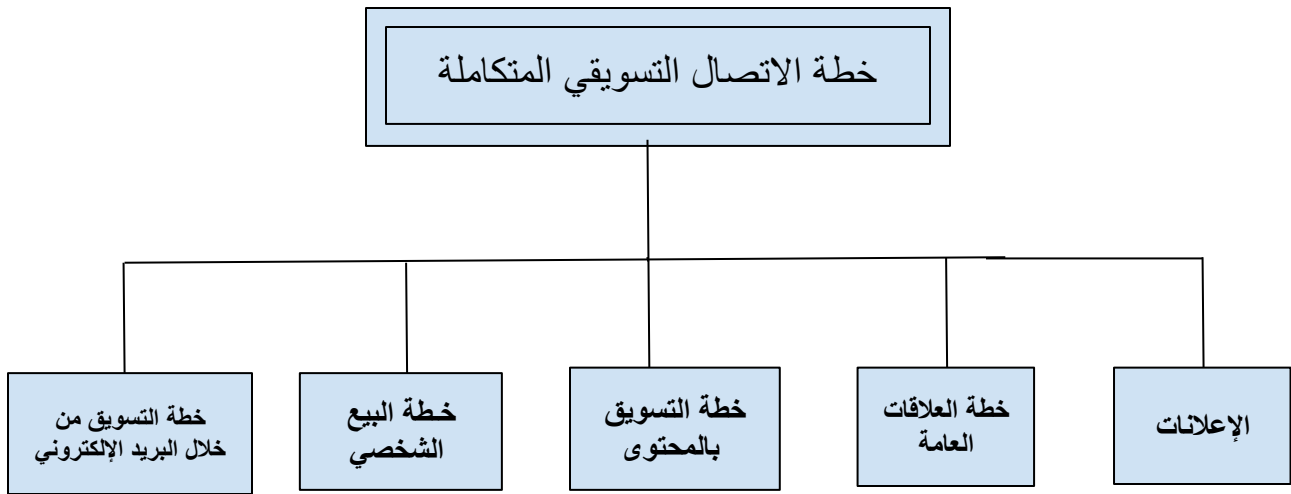 خطة الاتصال التسويقي المتكاملة
الإعلانات
خطة العلاقات
العامة
خطة التسويق
بالمحتوى
خطة البيع
الشخصي
خطة التسويق من
خلال البريد الإلكتروني